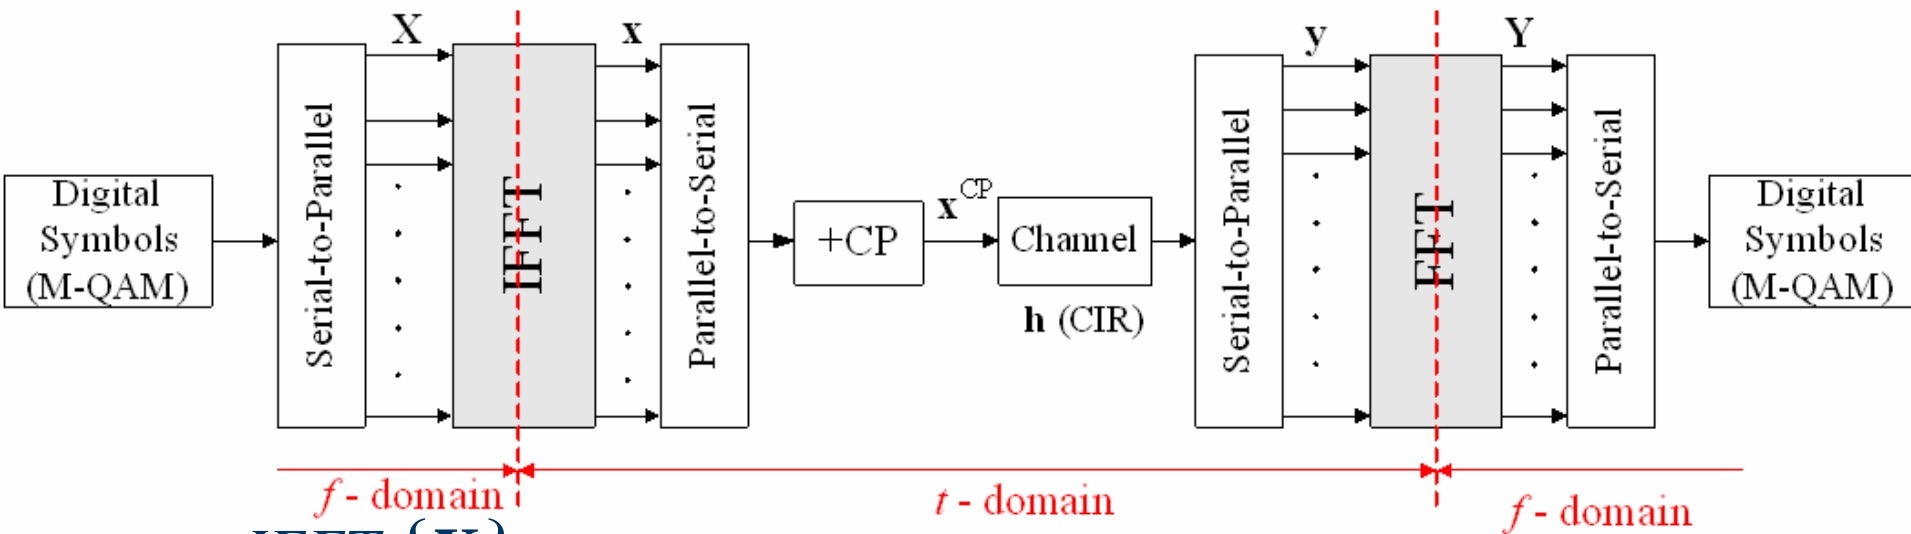 Digital
Symbols
(M-QAM)
Serial-to-Parallel
X
IFFT
x
Parallel-to-Serial
+CP
x^CP
Channel
h (CIR)
Serial-to-Parallel
y
FFT
Y
Parallel-to-Serial
Digital
Symbols
(M-QAM)
f - domain
t - domain
f - domain
IFFT {X}